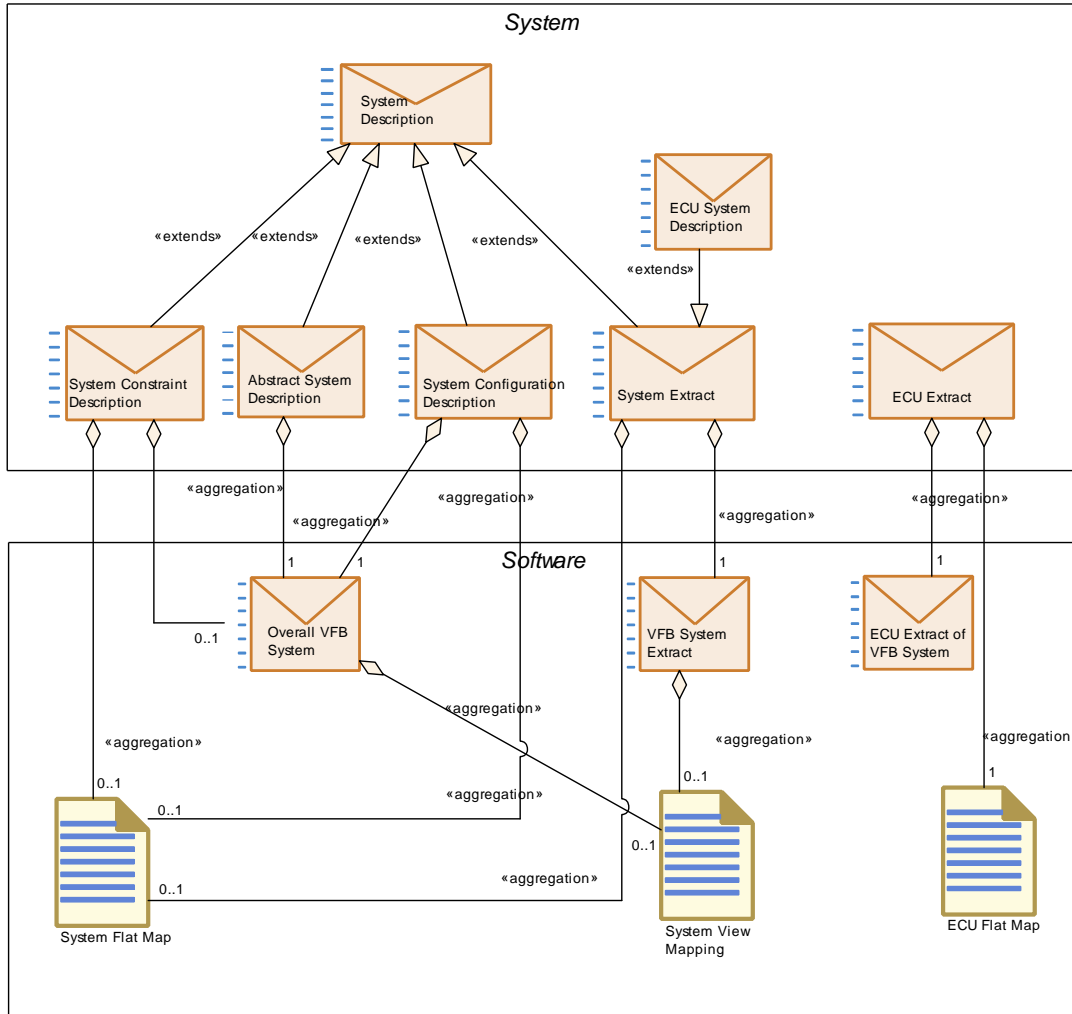 System
System
Description
ECU System
Description
«extends»
«extends»
«extends»
«extends»
«extends»
System Constraint
Description
Abstract System
Description
System Configuration
Description
System Extract
ECU Extract
«aggregation»
«aggregation»
«aggregation»
«aggregation»
«aggregation»
Software
1
1
1
1
0..1
Overall VFB
System
VFB System
Extract
ECU Extract of
VFB System
«aggregation»
«aggregation»
«aggregation»
«aggregation»
«aggregation»
0..1
0..1
0..1
1
0..1
0..1
«aggregation»
System Flat Map
System View
Mapping
ECU Flat Map